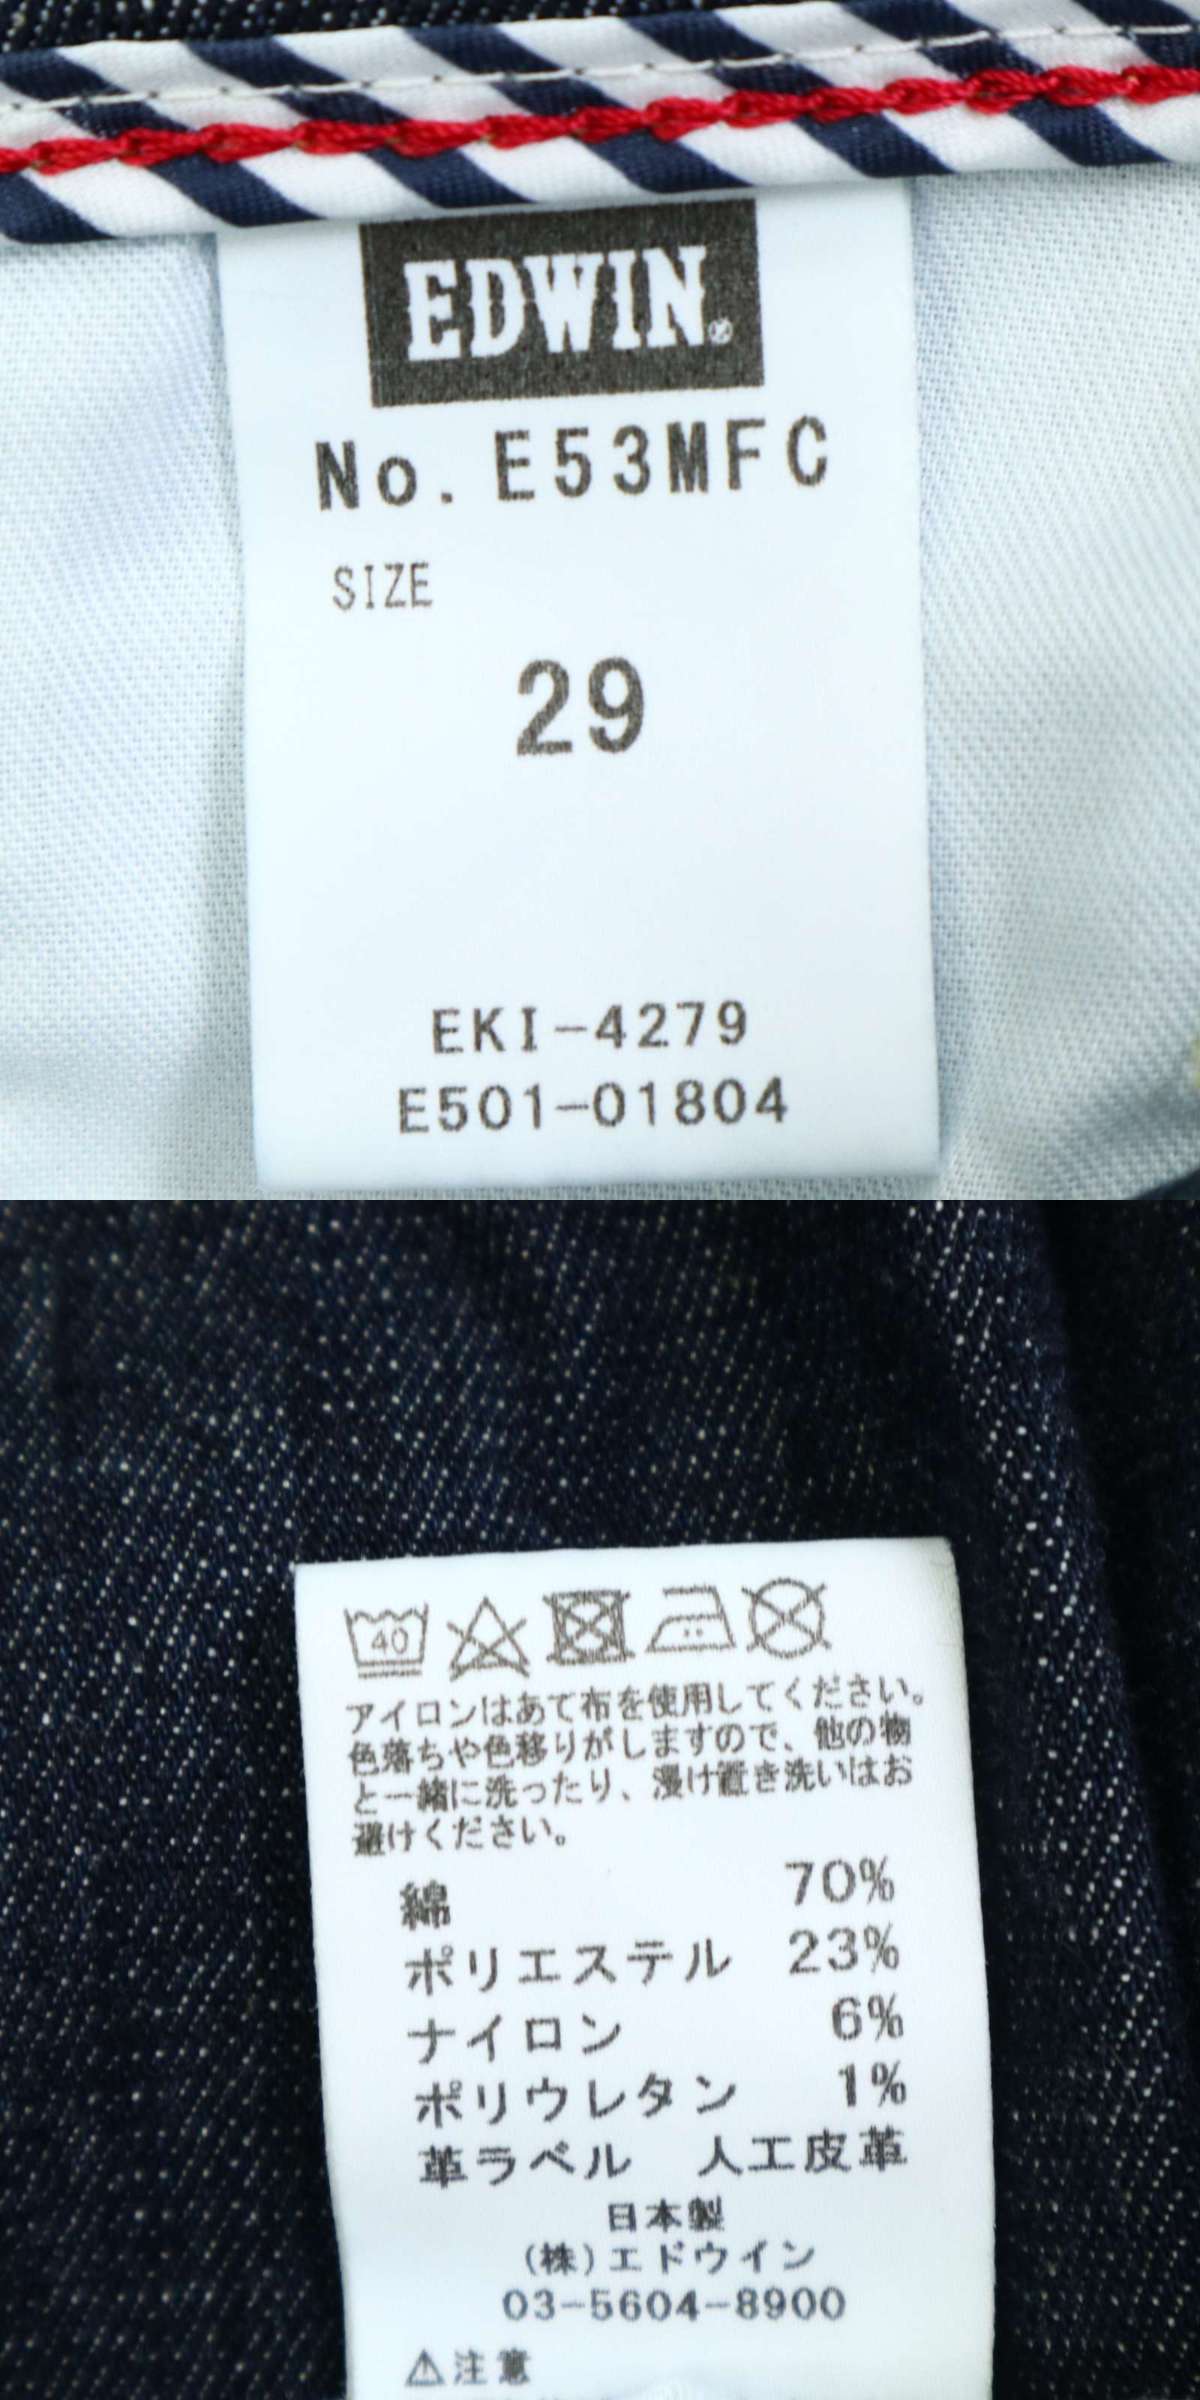 EDWIN®
No. E53MFC
SIZE
29
EKI-4279
E501-01804
40
アイロンはあて布を使用してください。
色落ちや色移りがしますので、他の物
と一緒に洗ったり、浸け置き洗いはお
避けください。
綿 70%
ポリエステル 23%
ナイロン 6%
ポリウレタン 1%
革ラベル 人工皮革
日本製
(株)エドウイン
03-5604-8900
⚠注意